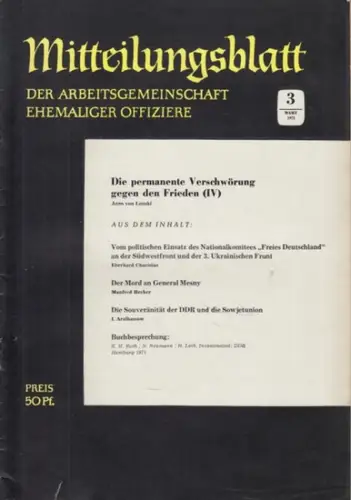 Mitteilungsblatt
DER ARBEITSGEMEINSCHAFT
EHEMALIGER OFFIZIERE
3
MÄRZ
1972
Die permanente Verschwörung
gegen den Frieden (IV)
Arno von Lenski
AUS DEM INHALT:
Vom politischen Einsatz des Nationalkomitees „Freies Deutschland"
an der Südwestfront und der 3. Ukrainischen Front
Eberhard Charisius
Der Mord an General Mesny
Manfred
Die Souveränität der DDR und die Sowjetunion
Buchbesprechung:
Hamburg 1971
PREIS
50 Pf.